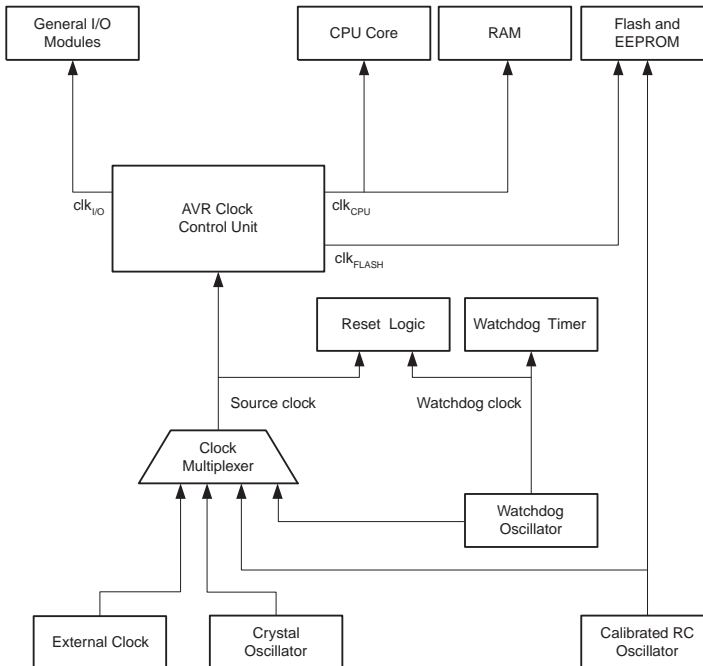 General I/O
Modules
CPU Core
RAM
Flash and
EEPROM
clkI/O
AVR Clock
Control Unit
clkCPU
clkFLASH
Reset Logic
Watchdog Timer
Source clock
Watchdog clock
Clock
Multiplexer
Watchdog
Oscillator
External Clock
Crystal
Oscillator
Calibrated RC
Oscillator